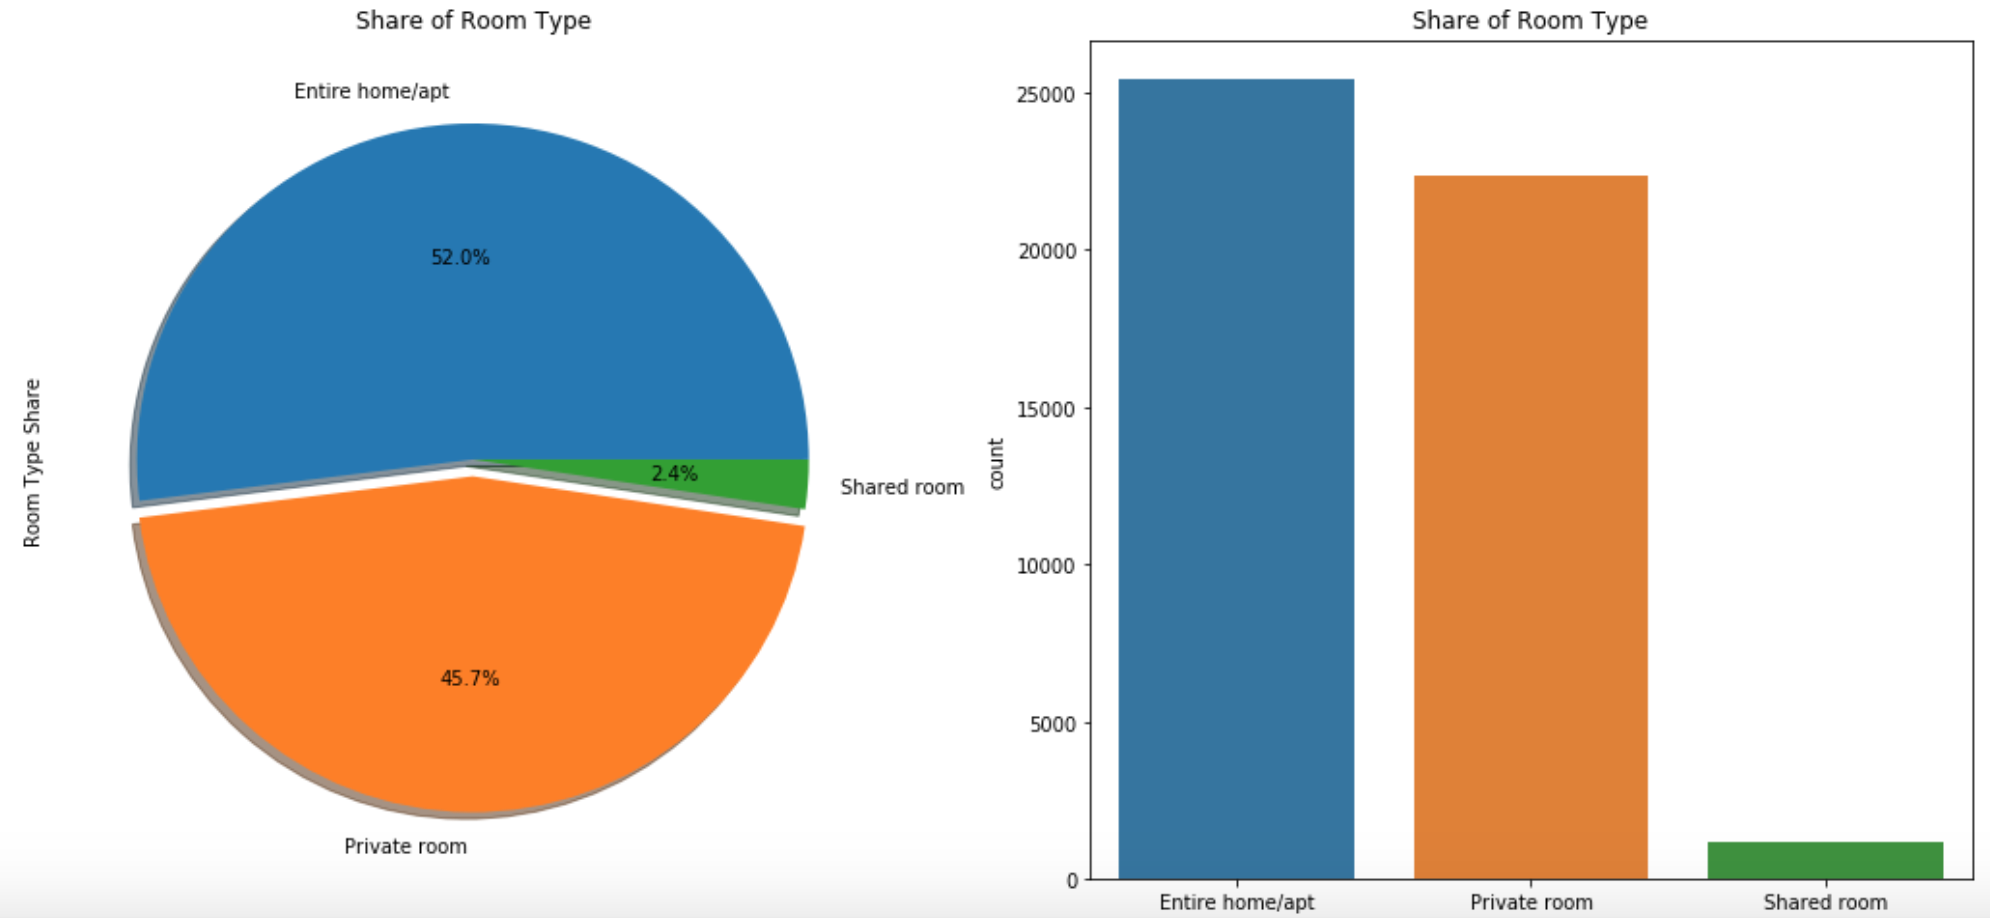 Share of Room Type
Entire home/apt
52.0%
2.4%
Shared room
Room Type Share
45.7%
Private room
Share of Room Type
25000
20000
15000
count
10000
5000
0
Entire home/apt
Private room
Shared room